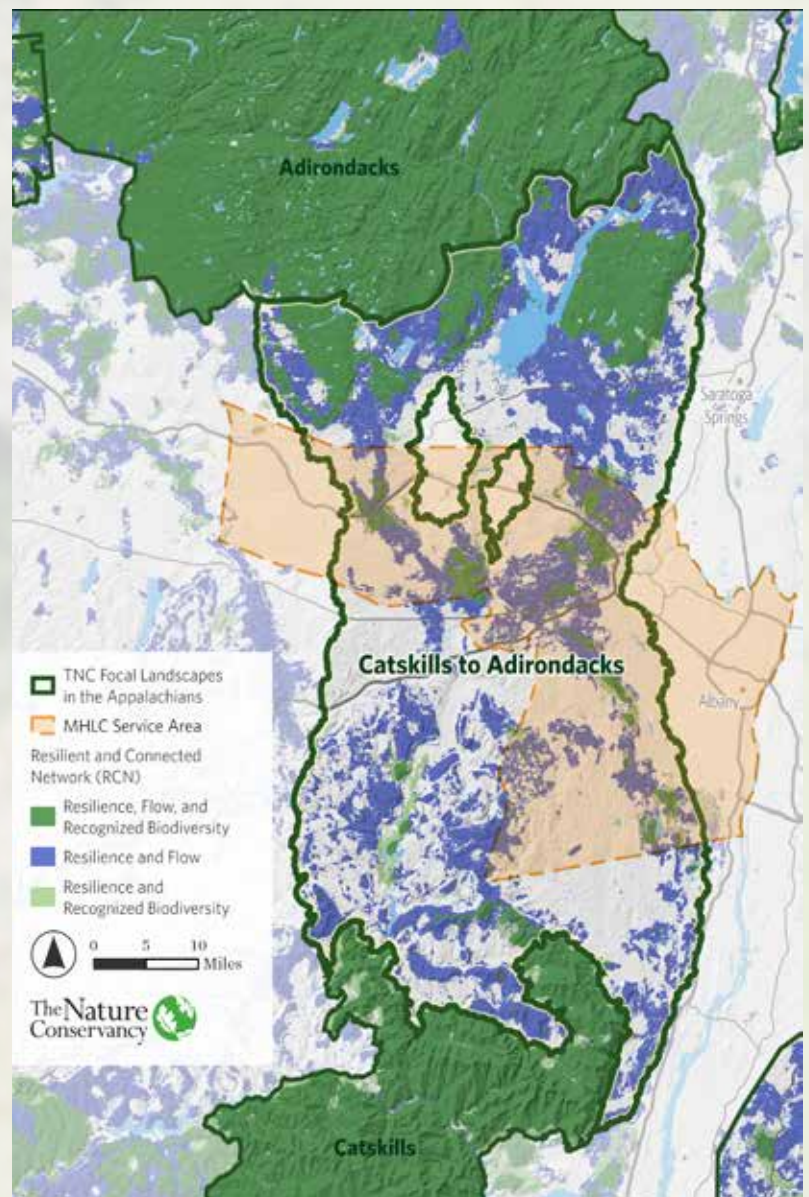 Adirondacks
Saratoga
Springs
Catskills to Adirondacks
Albany
TNC Focal Landscapes
in the Appalachians
MHLC Service Area
Resilient and Connected
Network (RCN)
Resilience, Flow, and
Recognized Biodiversity
Resilience and Flow
Resilience and
Recognized Biodiversity
0 5 10
Miles
The Nature
Conservancy
Catskills